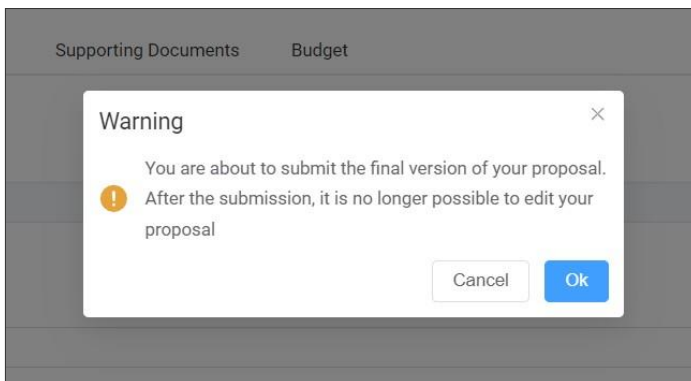 Supporting Documents Budget
Warning
You are about to submit the final version of your proposal.
After the submission, it is no longer possible to edit your
proposal
Cancel Ok